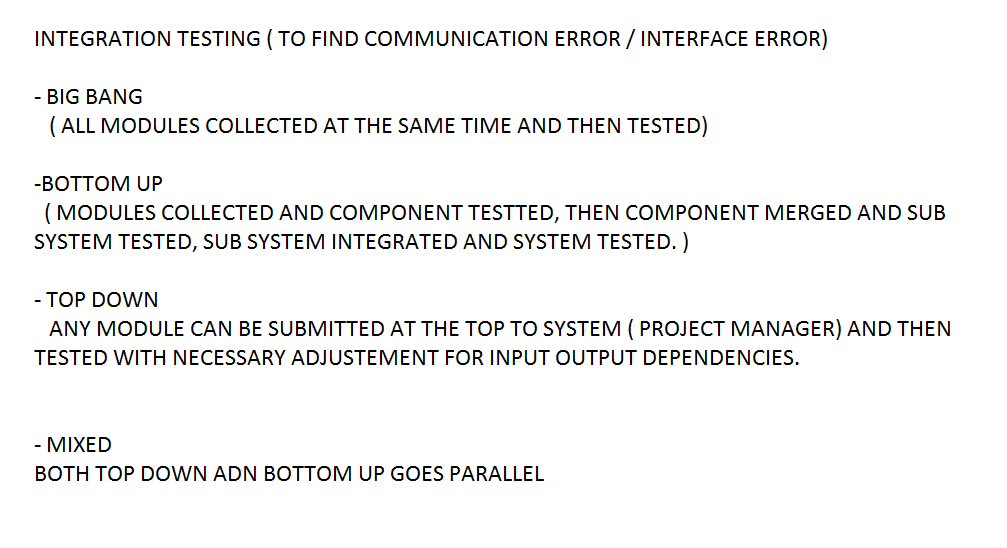 INTEGRATION TESTING ( TO FIND COMMUNICATION ERROR / INTERFACE ERROR)
- BIG BANG
( ALL MODULES COLLECTED AT THE SAME TIME AND THEN TESTED)
-BOTTOM UP
( MODULES COLLECTED AND COMPONENT TESTTED, THEN COMPONENT MERGED AND SUB
SYSTEM TESTED, SUB SYSTEM INTEGRATED AND SYSTEM TESTED. )
- TOP DOWN
ANY MODULE CAN BE SUBMITTED AT THE TOP TO SYSTEM ( PROJECT MANAGER) AND THEN
TESTED WITH NECESSARY ADJUSTEMENT FOR INPUT OUTPUT DEPENDENCIES.
- MIXED
BOTH TOP DOWN ADN BOTTOM UP GOES PARALLEL